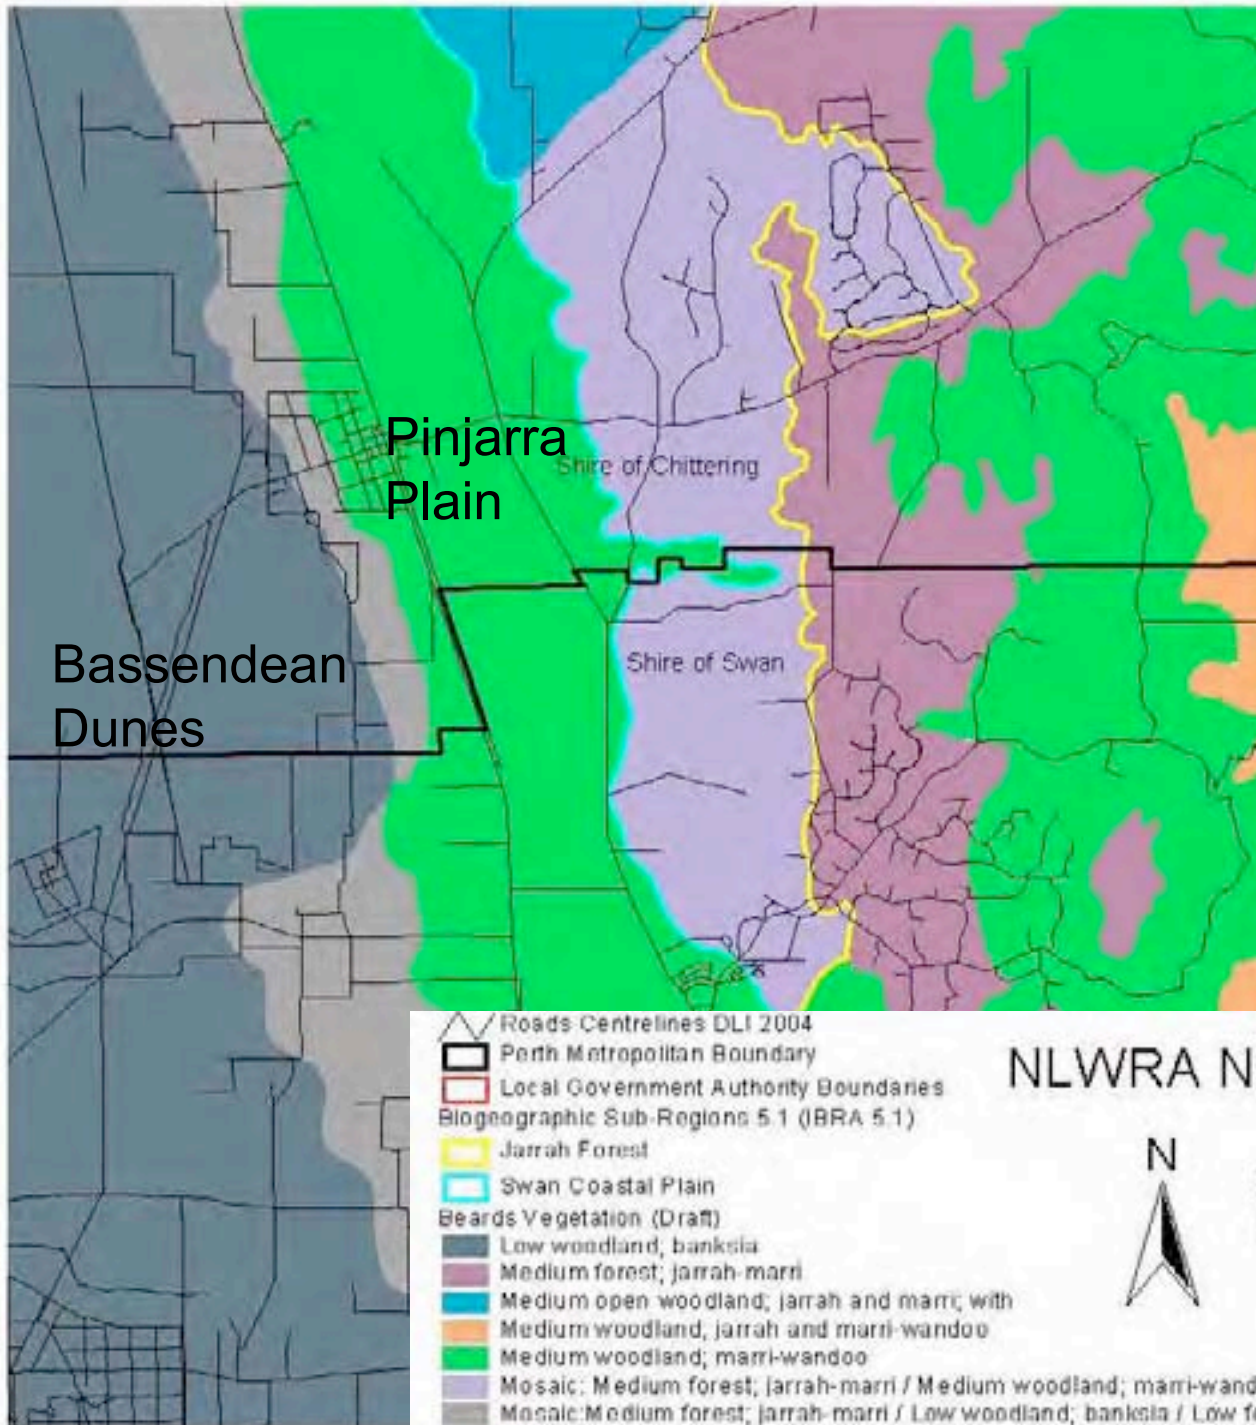 Pinjarra
Plain
Shire of Chittering
Bassendean
Dunes
Shire of Swan
Roads Centrelines DLI 2004
Perth Metropolitan Boundary
Local Government Authority Boundaries
Biogeographic Sub-Regions 5.1 (IBRA 5.1)
Jarrah Forest
Swan Coastal Plain
Beards Vegetation (Draft)
Low woodland; banksia
Medium forest; jarrah-marri
Medium open woodland; jarrah and marri; with
Medium woodland, jarrah and marri-wandoo
Medium woodland; marri-wandoo
Mosaic: Medium forest; jarrah-marri / Medium woodland; marri-wand
Mosaic:Medium forest; jarrah-marri / Low woodland; banksia / Low
NLWRA N
N